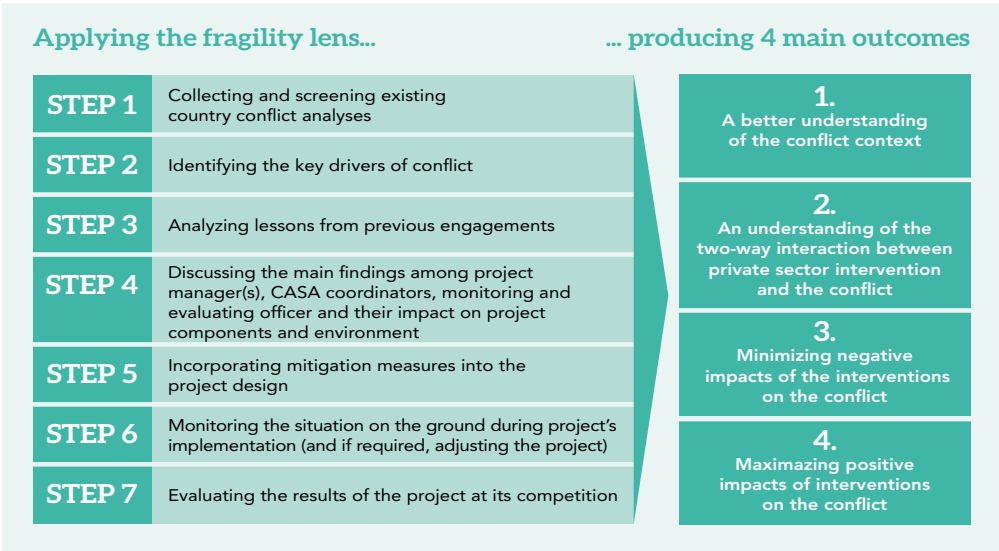 Applying the fragility lens...
... producing 4 main outcomes
STEP 1
Collecting and screening existing
country conflict analyses
STEP 2
Identifying the key drivers of conflict
STEP 3
Analyzing lessons from previous engagements
STEP 4
Discussing the main findings among project
manager(s), CASA coordinators, monitoring and
evaluating officer and their impact on project
components and environment
STEP 5
Incorporating mitigation measures into the
project design
STEP 6
Monitoring the situation on the ground during project's
implementation (and if required, adjusting the project)
STEP 7
Evaluating the results of the project at its competition
1.
A better understanding
of the conflict context
2.
An understanding of the
two-way interaction between
private sector intervention
and the conflict
3.
Minimizing negative
impacts of the interventions
on the conflict
4.
Maximazing positive
impacts of interventions
on the conflict